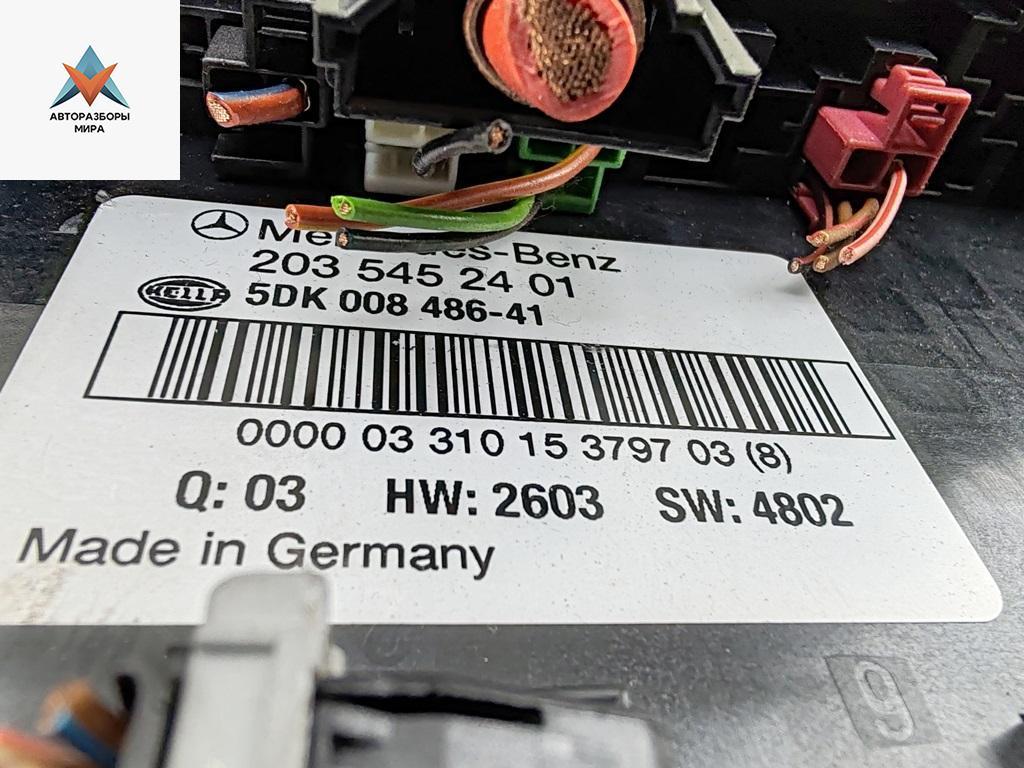 АВТОРАЗБОРЫ
МИРА
Mercedes-Benz
203 545 24 01
HELLA 5DK 008 486-41
0000 03 310 15 3797 03 (8)
Q: 03 HW: 2603 SW: 4802
Made in Germany
9